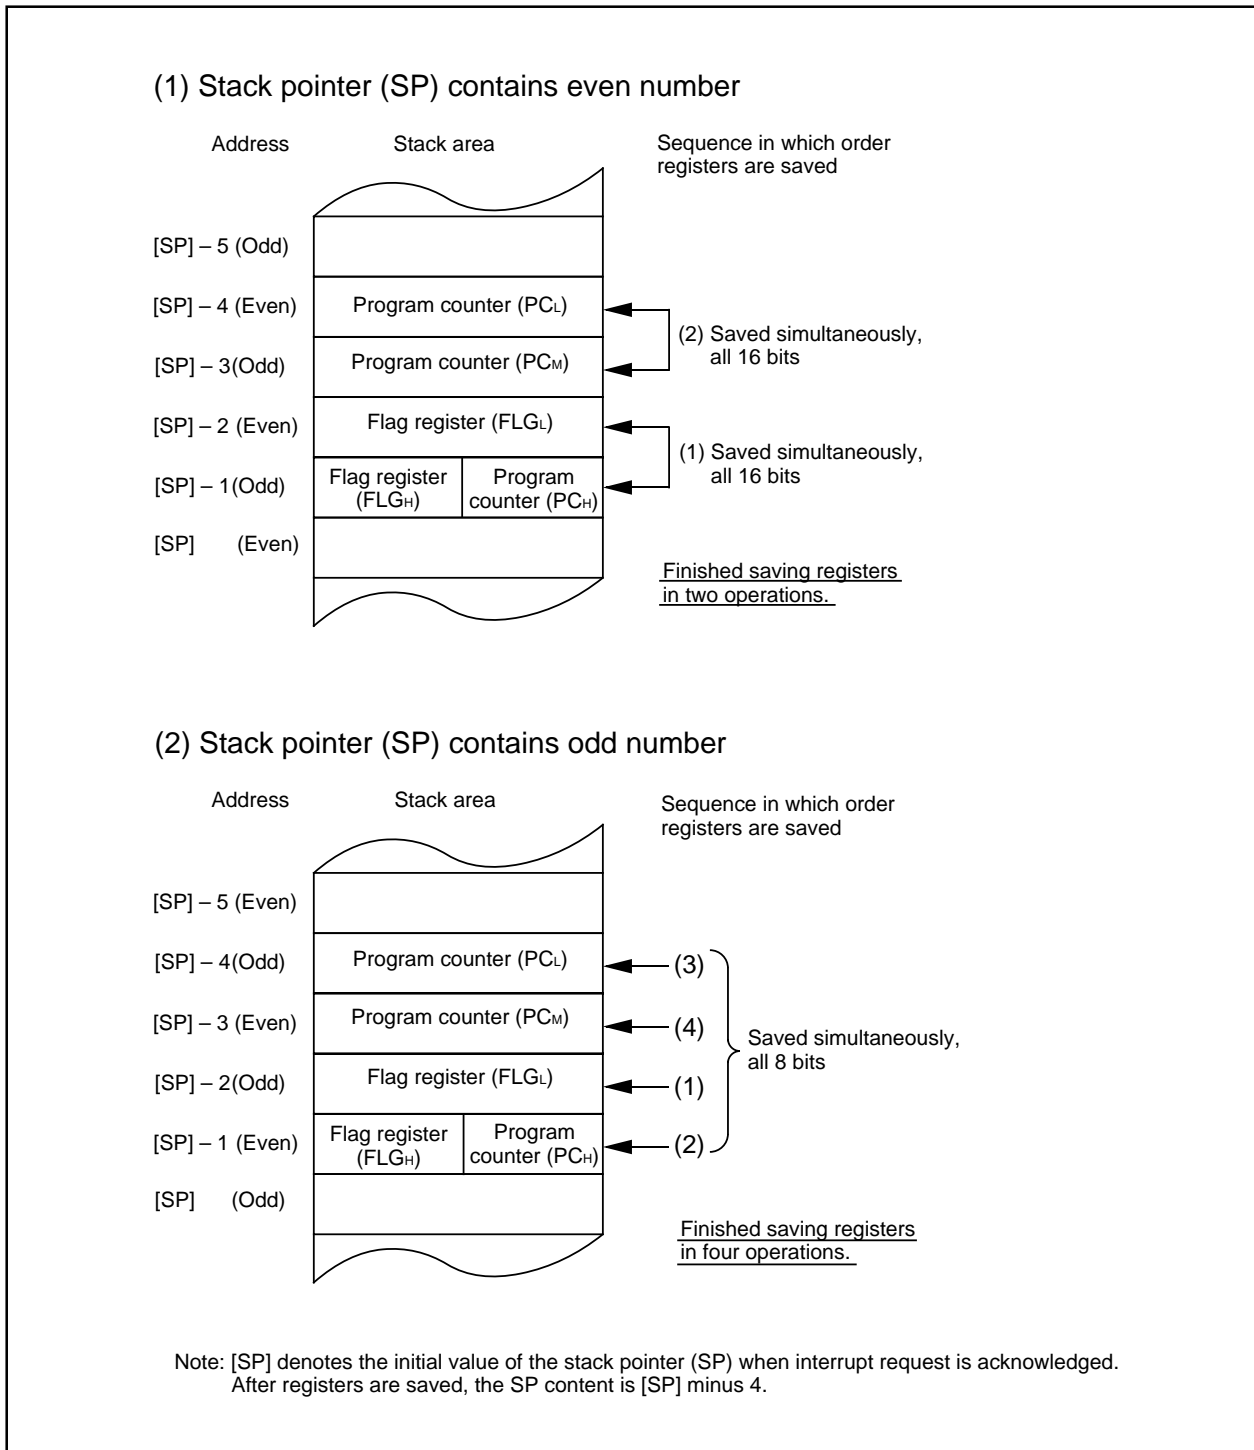 (1) Stack pointer (SP) contains even number
Address
Stack area
Sequence in which order
registers are saved
[SP] – 5 (Odd)
[SP] – 4 (Even)
Program counter (PCL)
[SP] – 3(Odd)
Program counter (PCM)
(2) Saved simultaneously,
all 16 bits
[SP] – 2 (Even)
Flag register (FLGL)
[SP] – 1(Odd)
Flag register
(FLGH)
Program
counter (PCH)
(1) Saved simultaneously,
all 16 bits
[SP] (Even)
Finished saving registers
in two operations.
(2) Stack pointer (SP) contains odd number
Address
Stack area
Sequence in which order
registers are saved
[SP] – 5 (Even)
[SP] – 4(Odd)
Program counter (PCL)
(3)
[SP] – 3 (Even)
Program counter (PCM)
(4)
Saved simultaneously,
all 8 bits
[SP] – 2(Odd)
Flag register (FLGL)
(1)
[SP] – 1 (Even)
Flag register
(FLGH)
Program
counter (PCH)
(2)
[SP] (Odd)
Finished saving registers
in four operations.
Note: [SP] denotes the initial value of the stack pointer (SP) when interrupt request is acknowledged.
After registers are saved, the SP content is [SP] minus 4.